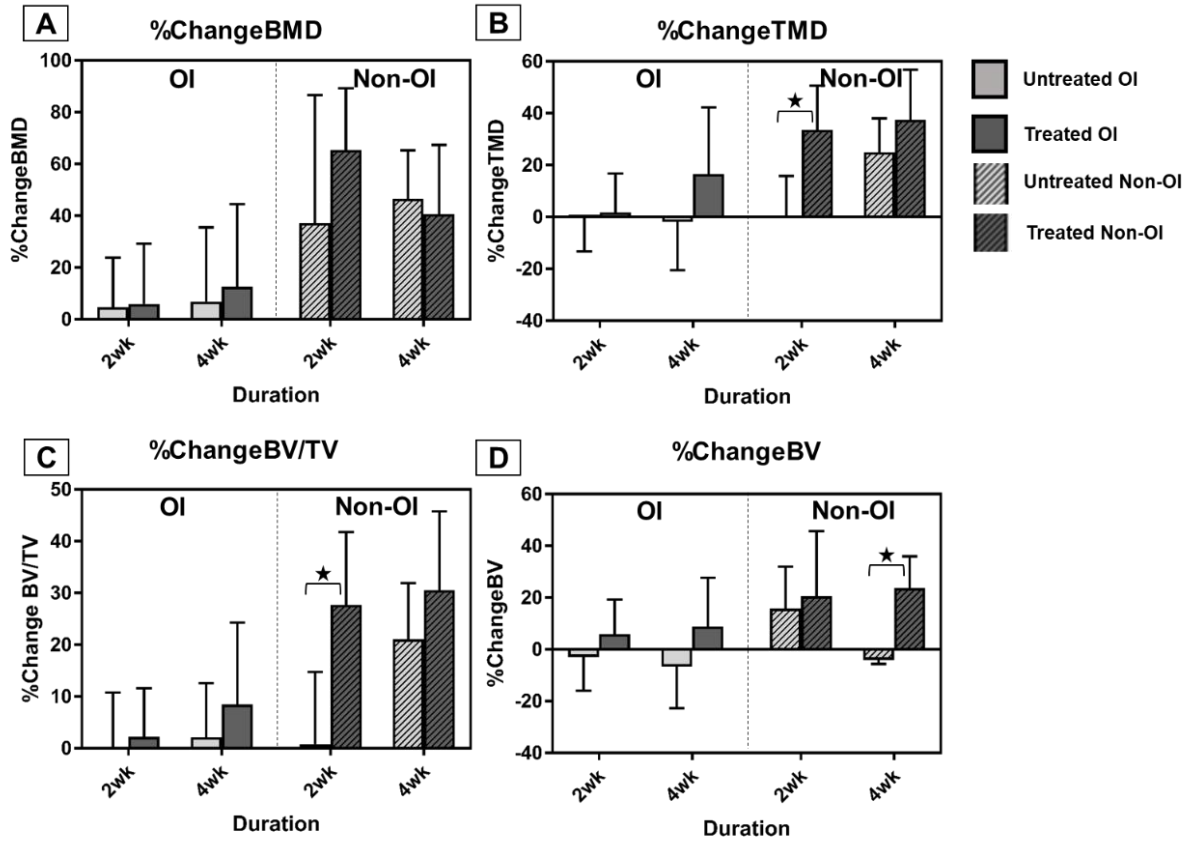 A
%ChangeBMD
%ChangeBMD
100
80
60
40
20
0
OI
Non-OI
2wk
4wk
2wk
4wk
Duration
B
%ChangeTMD
%ChangeTMD
60
40
20
0
-20
-40
OI
Non-OI
★
2wk
4wk
2wk
4wk
Duration
Untreated OI
Treated OI
Untreated Non-OI
Treated Non-OI
C
%ChangeBV/TV
%Change BV/TV
50
40
30
20
10
0
OI
Non-OI
★
2wk
4wk
2wk
4wk
Duration
D
%ChangeBV
%ChangeBV
60
40
20
0
-20
-40
OI
Non-OI
★
2wk
4wk
2wk
4wk
Duration